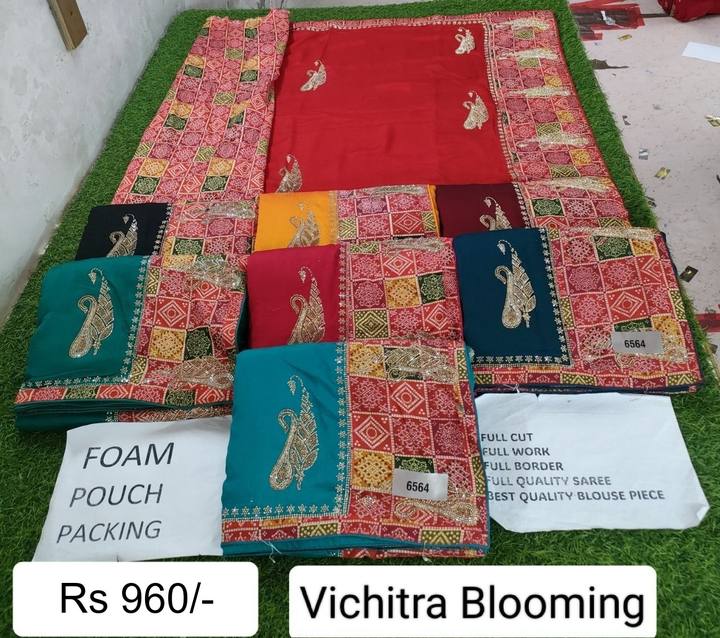 6564
6564
FOAM
POUCH
PACKING
FULL CUT
FULL WORK
FULL BORDER
FULL QUALITY SAREE
BEST QUALITY BLOUSE PIECE
Rs 960/-
Vichitra Blooming